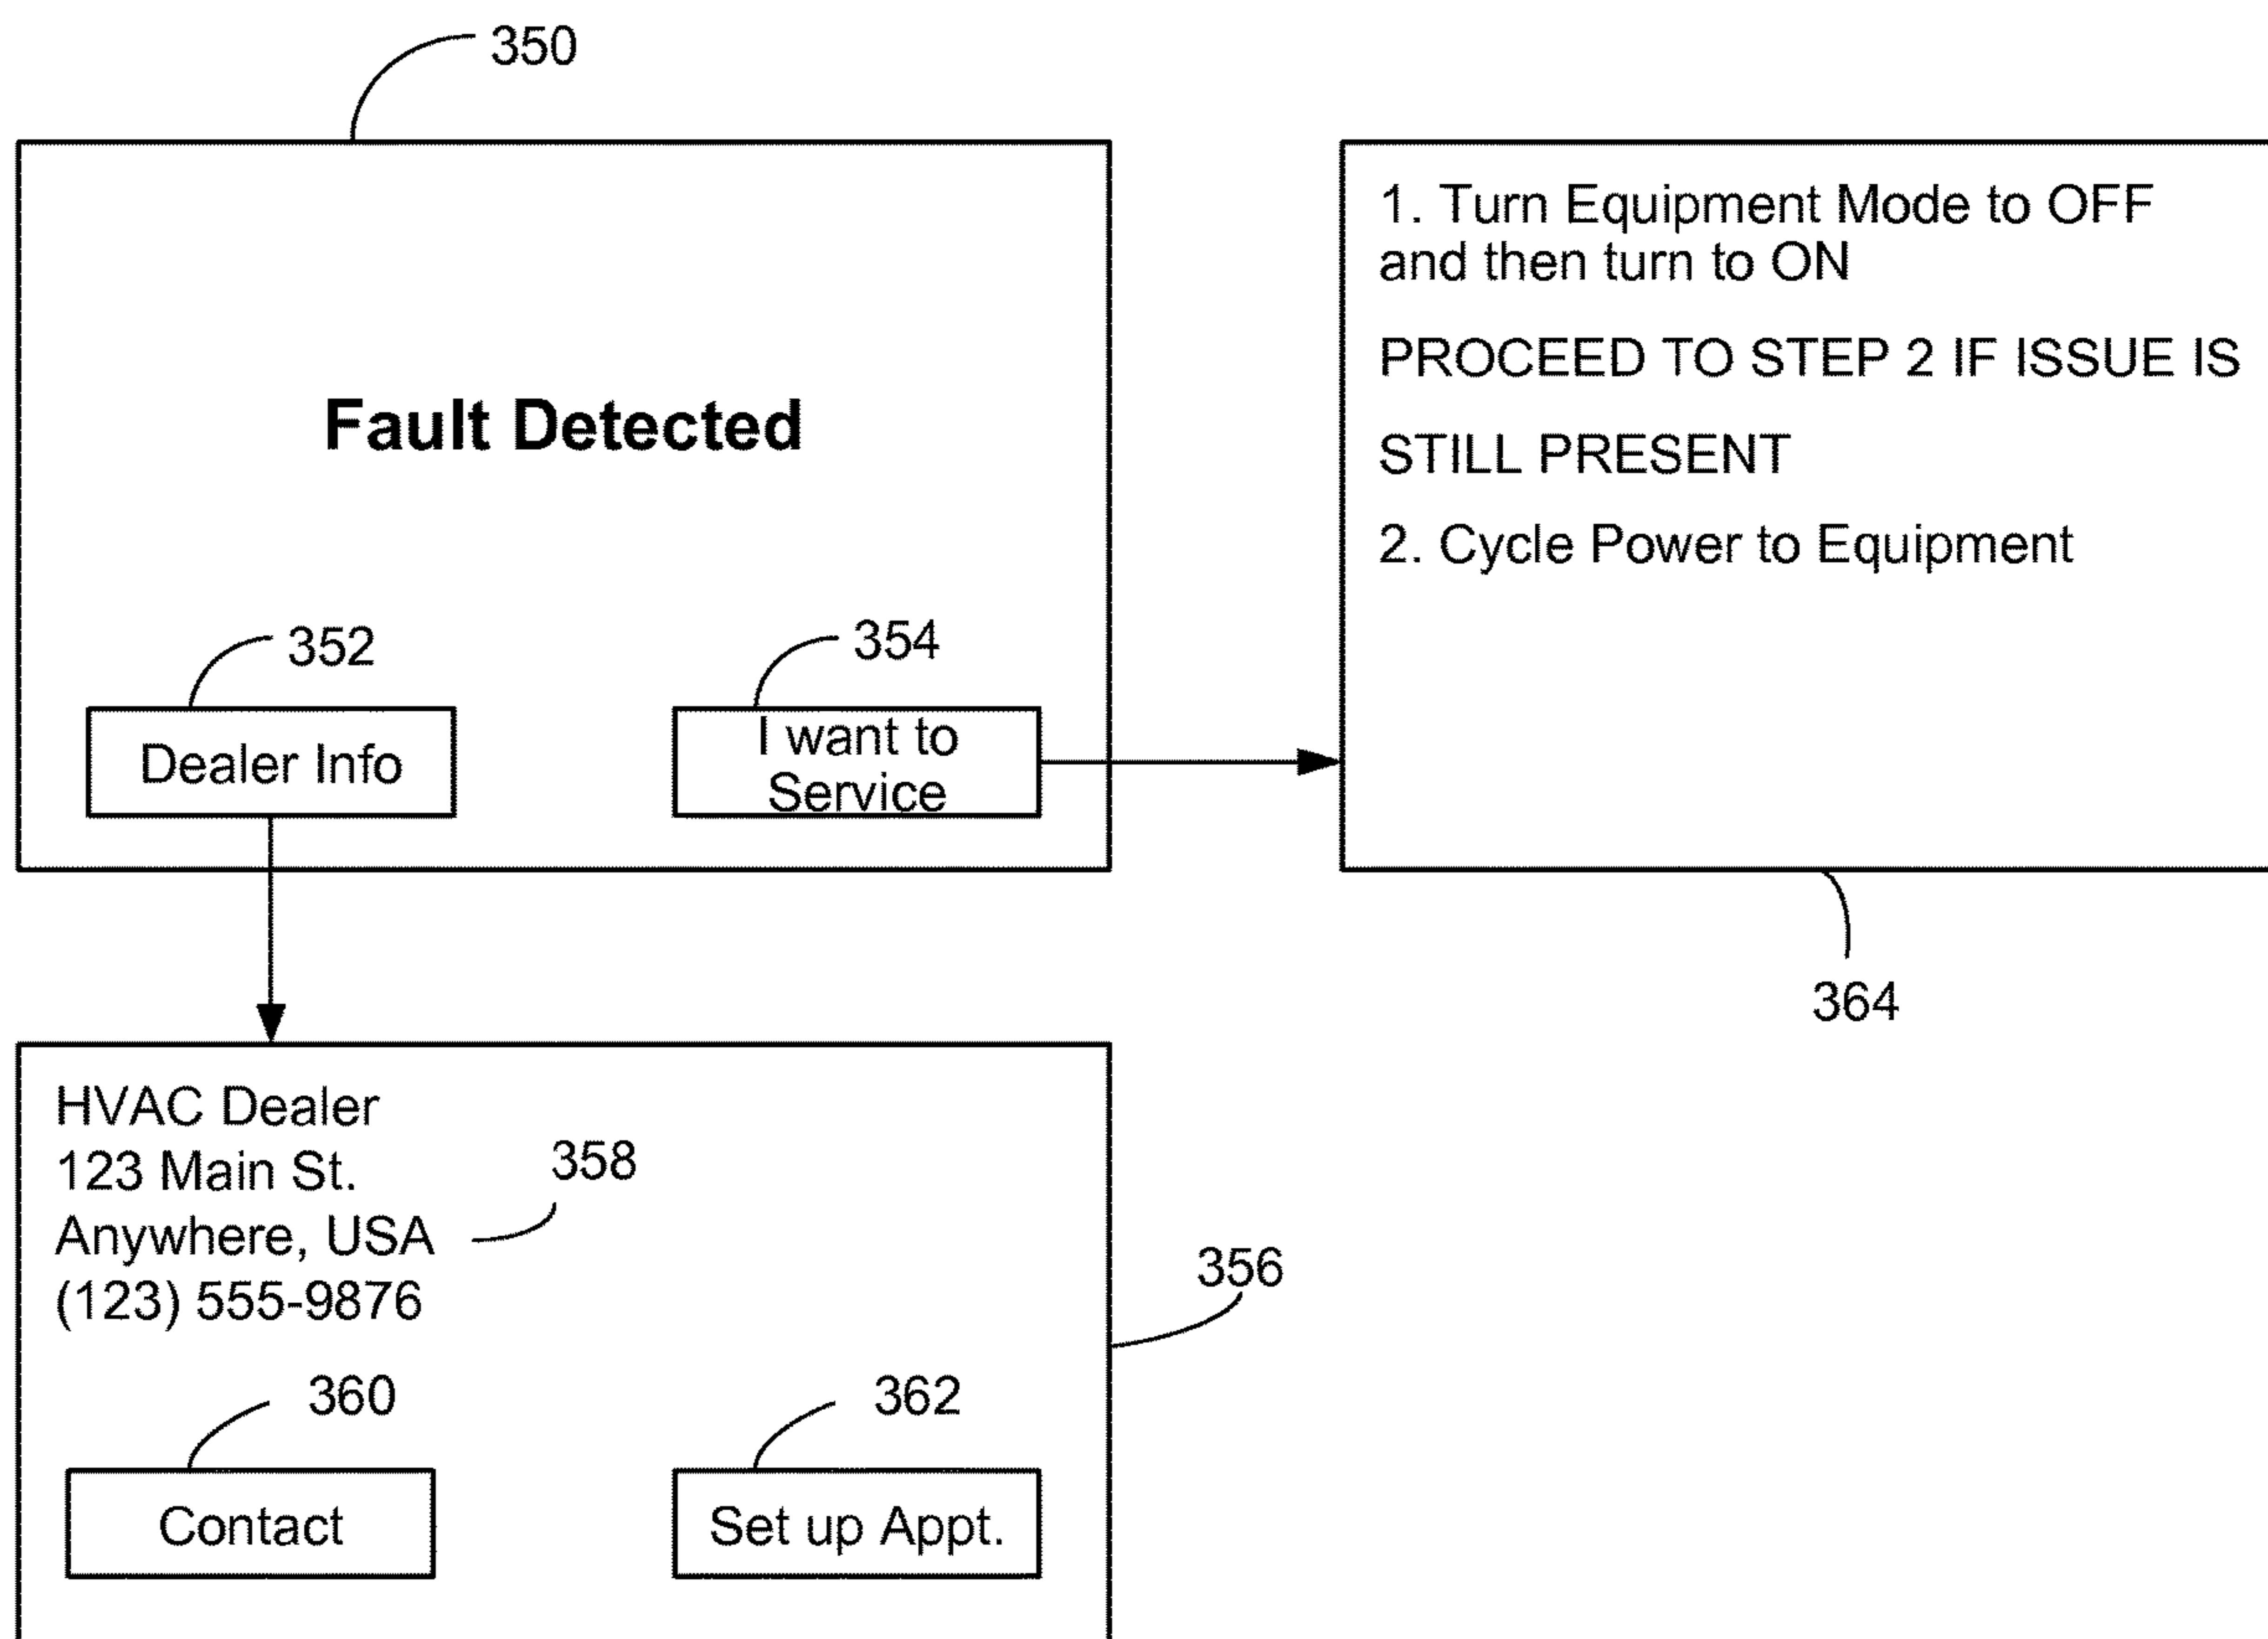 350
Fault Detected
352
354
Dealer Info
I want to
Service
1. Turn Equipment Mode to OFF
and then turn to ON
PROCEED TO STEP 2 IF ISSUE IS
STILL PRESENT
2. Cycle Power to Equipment
364
HVAC Dealer
123 Main St.
Anywhere, USA
(123) 555-9876
358
356
360
362
Contact
Set up Appt.